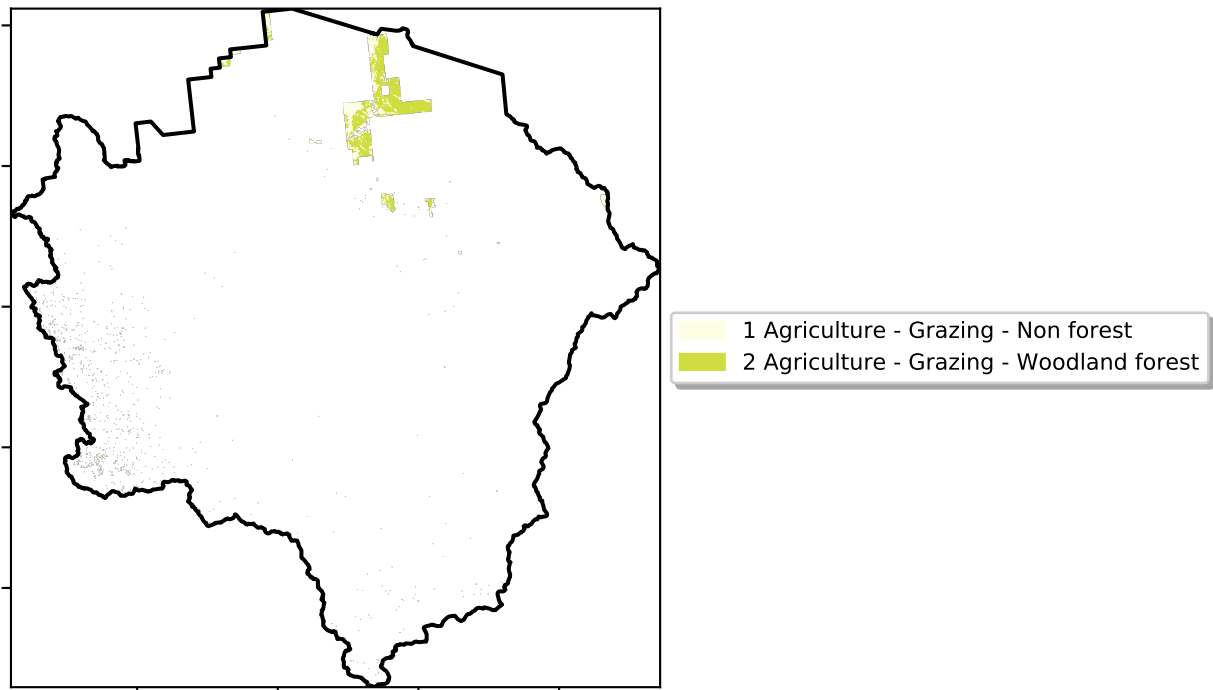 1 Agriculture - Grazing - Non forest
2 Agriculture - Grazing - Woodland forest